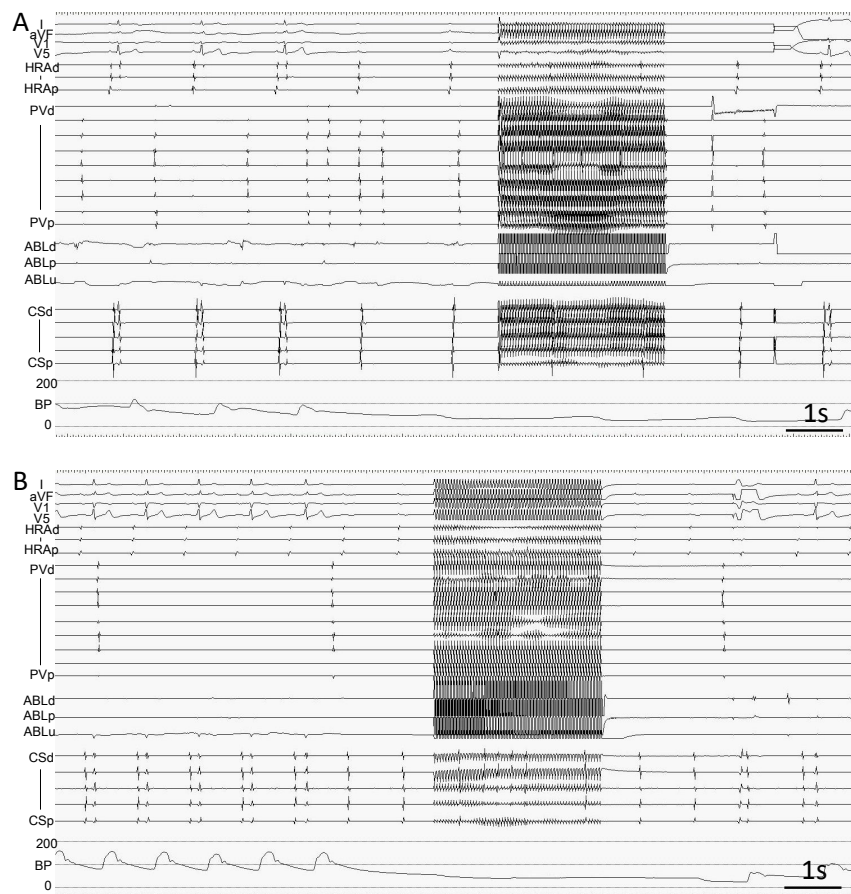 A
I
aVF
V1
V5
HRAd
HRAp
PVd
PVp
ABLd
ABLp
ABLu
CSd
CSp
200
BP
0
1s
B
I
aVF
V1
V5
HRAd
HRAp
PVd
PVp
ABLd
ABLp
ABLu
CSd
CSp
200
BP
0
1s